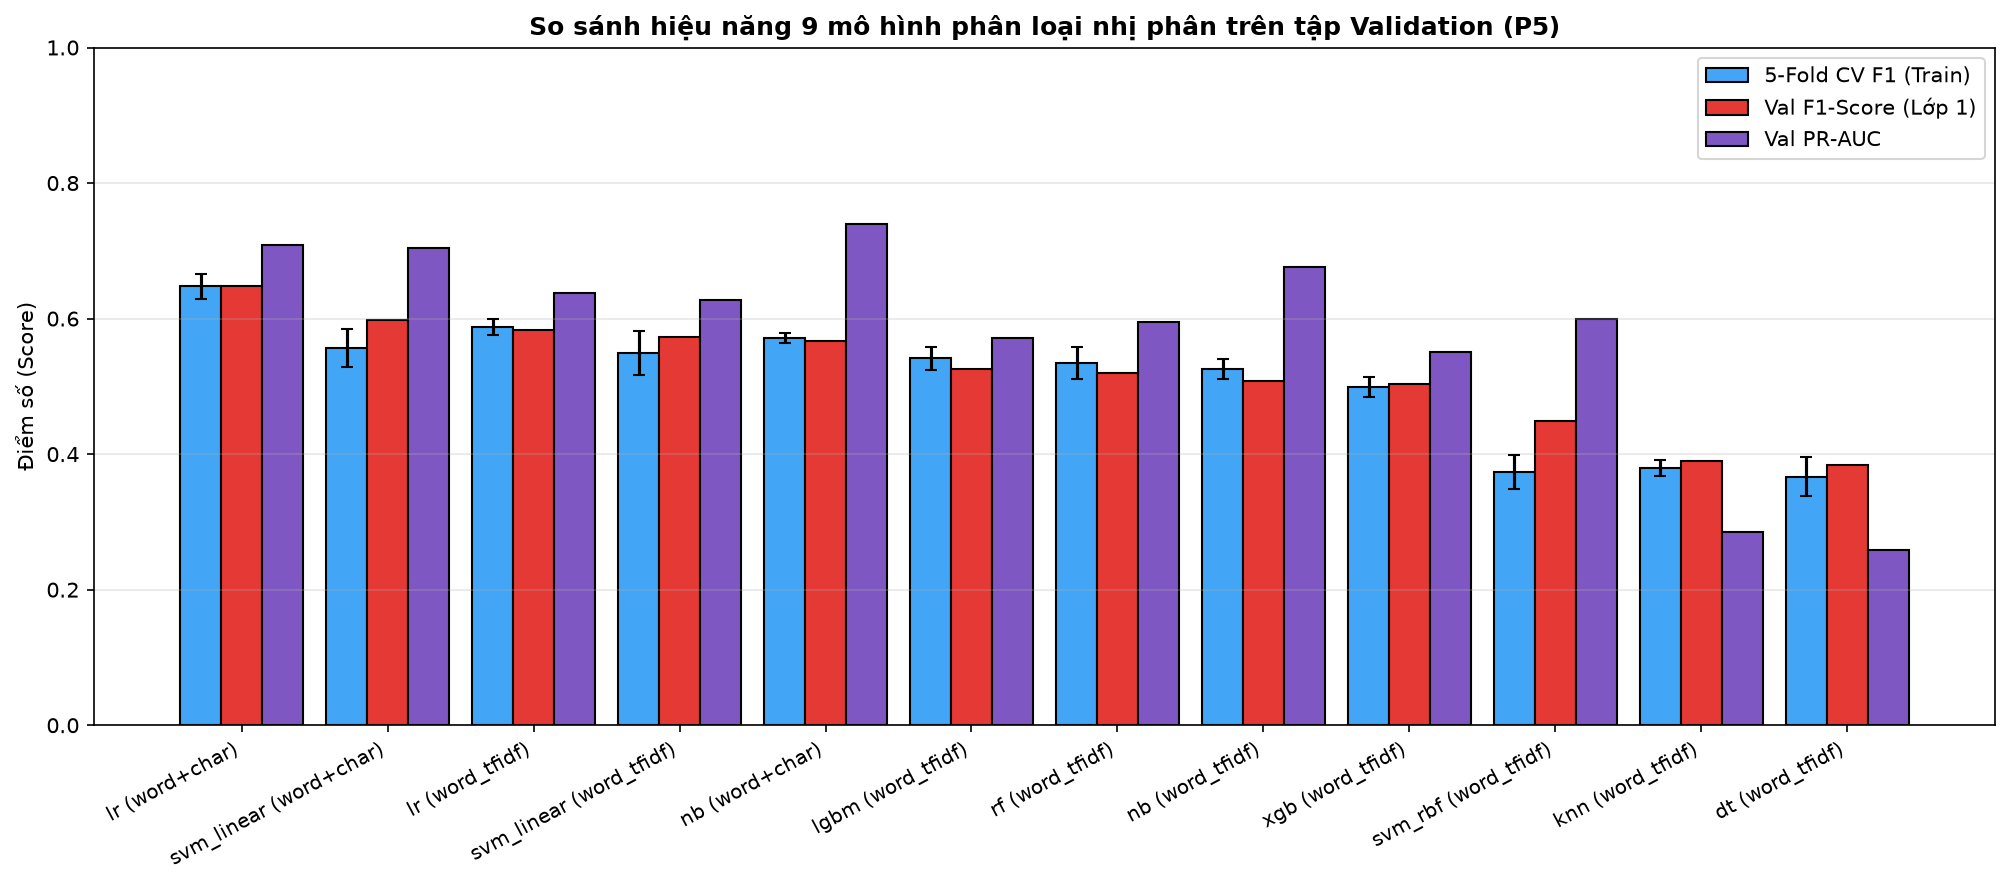 So sánh hiệu năng 9 mô hình phân loại nhị phân trên tập Validation (P5)
1.0
0.8
0.6
0.4
0.2
0.0
Điểm số (Score)
5-Fold CV F1 (Train)
Val F1-Score (Lớp 1)
Val PR-AUC
lr (word+char)
svm_linear (word+char)
lr (word_tfidf)
svm_linear (word_tfidf)
nb (word+char)
lgbm (word_tfidf)
rf (word_tfidf)
nb (word_tfidf)
xgb (word_tfidf)
svm_rbf (word_tfidf)
knn (word_tfidf)
dt (word_tfidf)